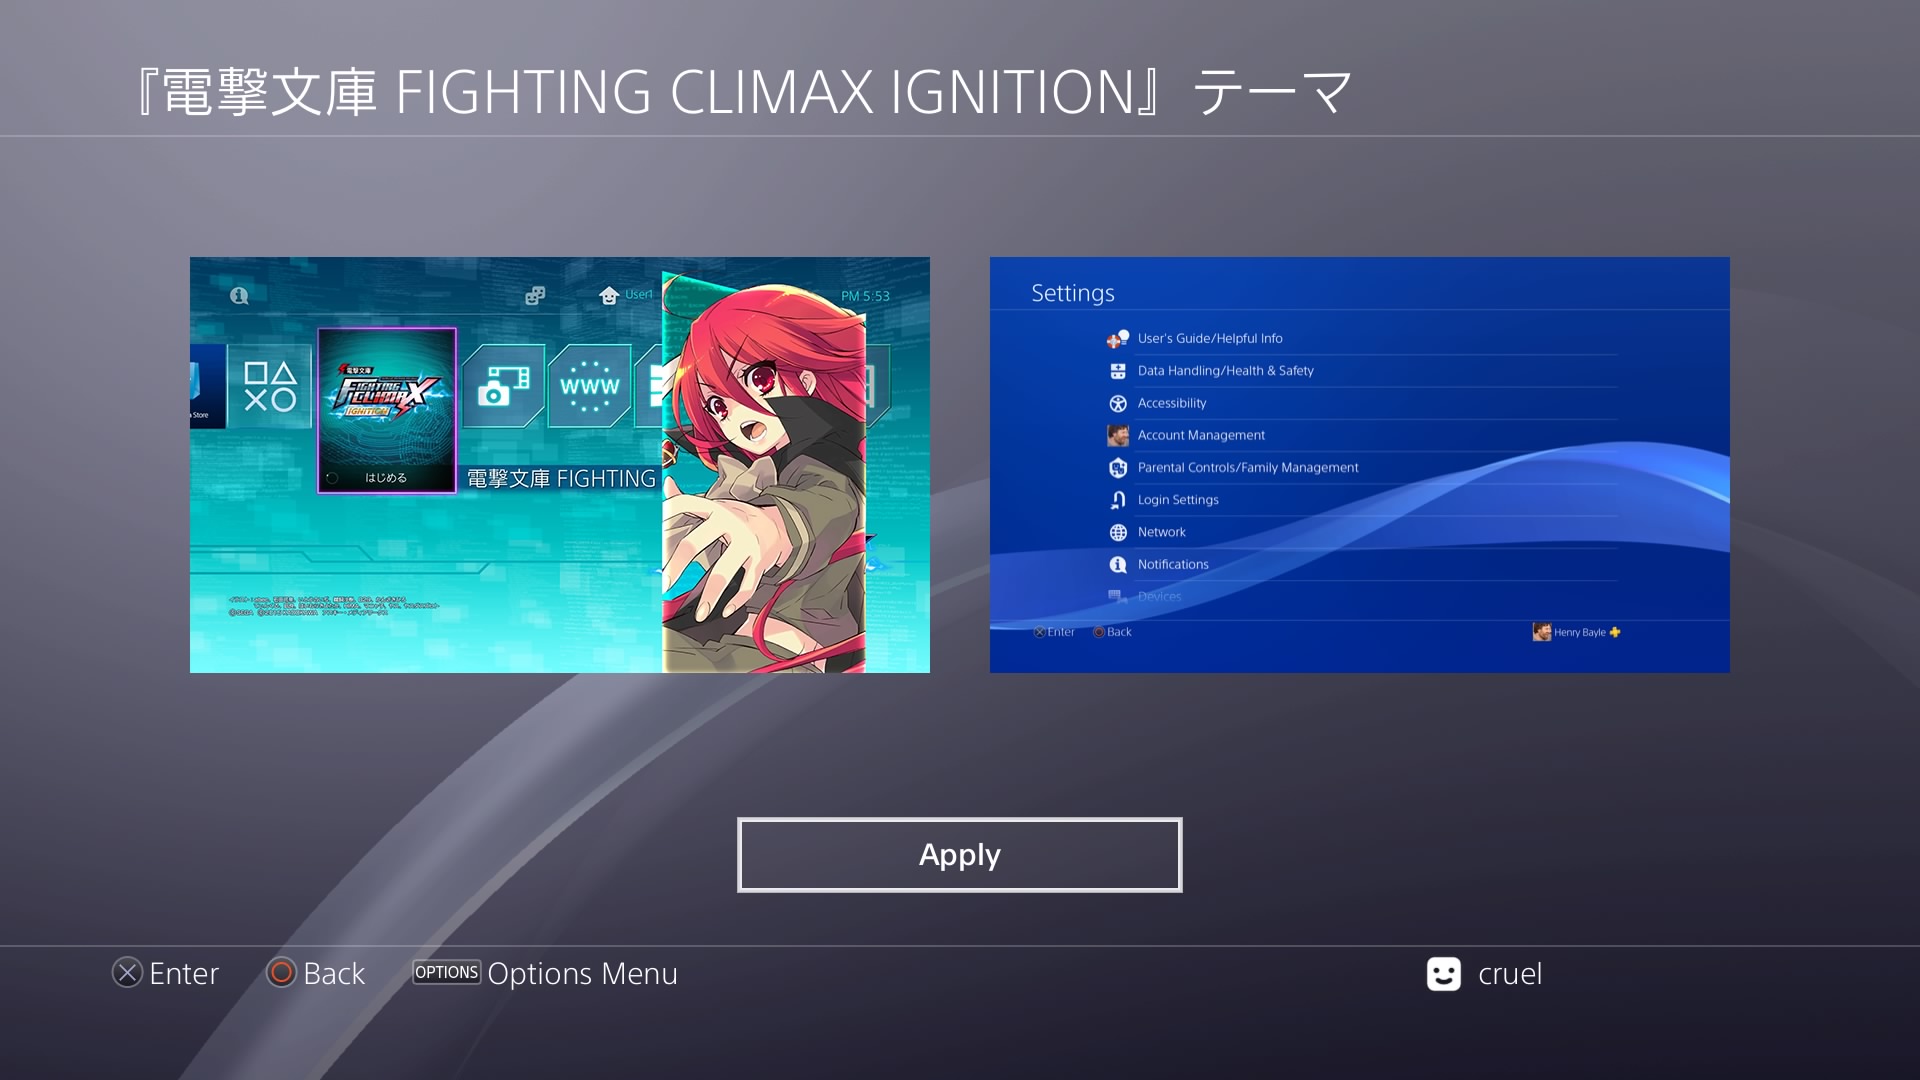 『電撃文庫 FIGHTING CLIMAX IGNITION』テーマ
User1
PM 5:53
Store
WWW
電撃文庫
FIGHTING
CLIMAX
IGNITION
はじめる
電撃文庫 FIGHTING
Settings
User's Guide/Helpful Info
Data Handling/Health & Safety
Accessibility
Account Management
Parental Controls/Family Management
Login Settings
Network
Notifications
Devices
Enter Back
Henry Bayle
Apply
Enter Back OPTIONS Options Menu
cruel